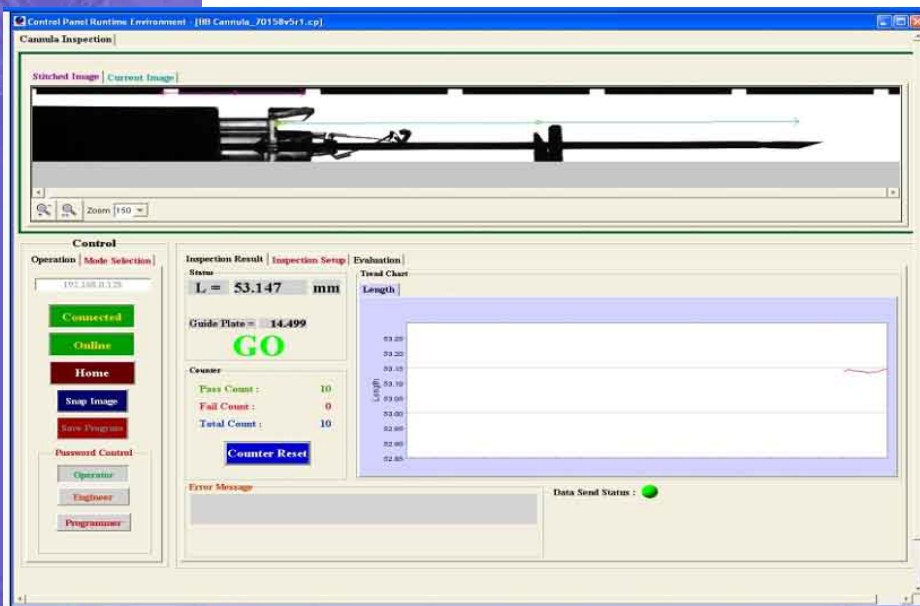 Control Panel Runtime Environment - [BB Cannula_70158v5r1.cp]
Cannula Inspection
Stitched Image Current Image
Zoom 150
Control
Operation Mode Selection
192.168.0.128
Connected
Online
Home
Snap Image
Save Program
Password Control
Operator
Engineer
Programmer
Inspection Result Inspection Setup Evaluation
Status
L = 53.147 mm
Guide Plate = 14.499
GO
Counter
Pass Count : 10
Fail Count : 0
Total Count : 10
Counter Reset
Trend Chart
Length
Length
53.25
53.20
53.15
53.10
53.05
53.00
52.95
52.90
52.85
Error Message
Data Send Status :